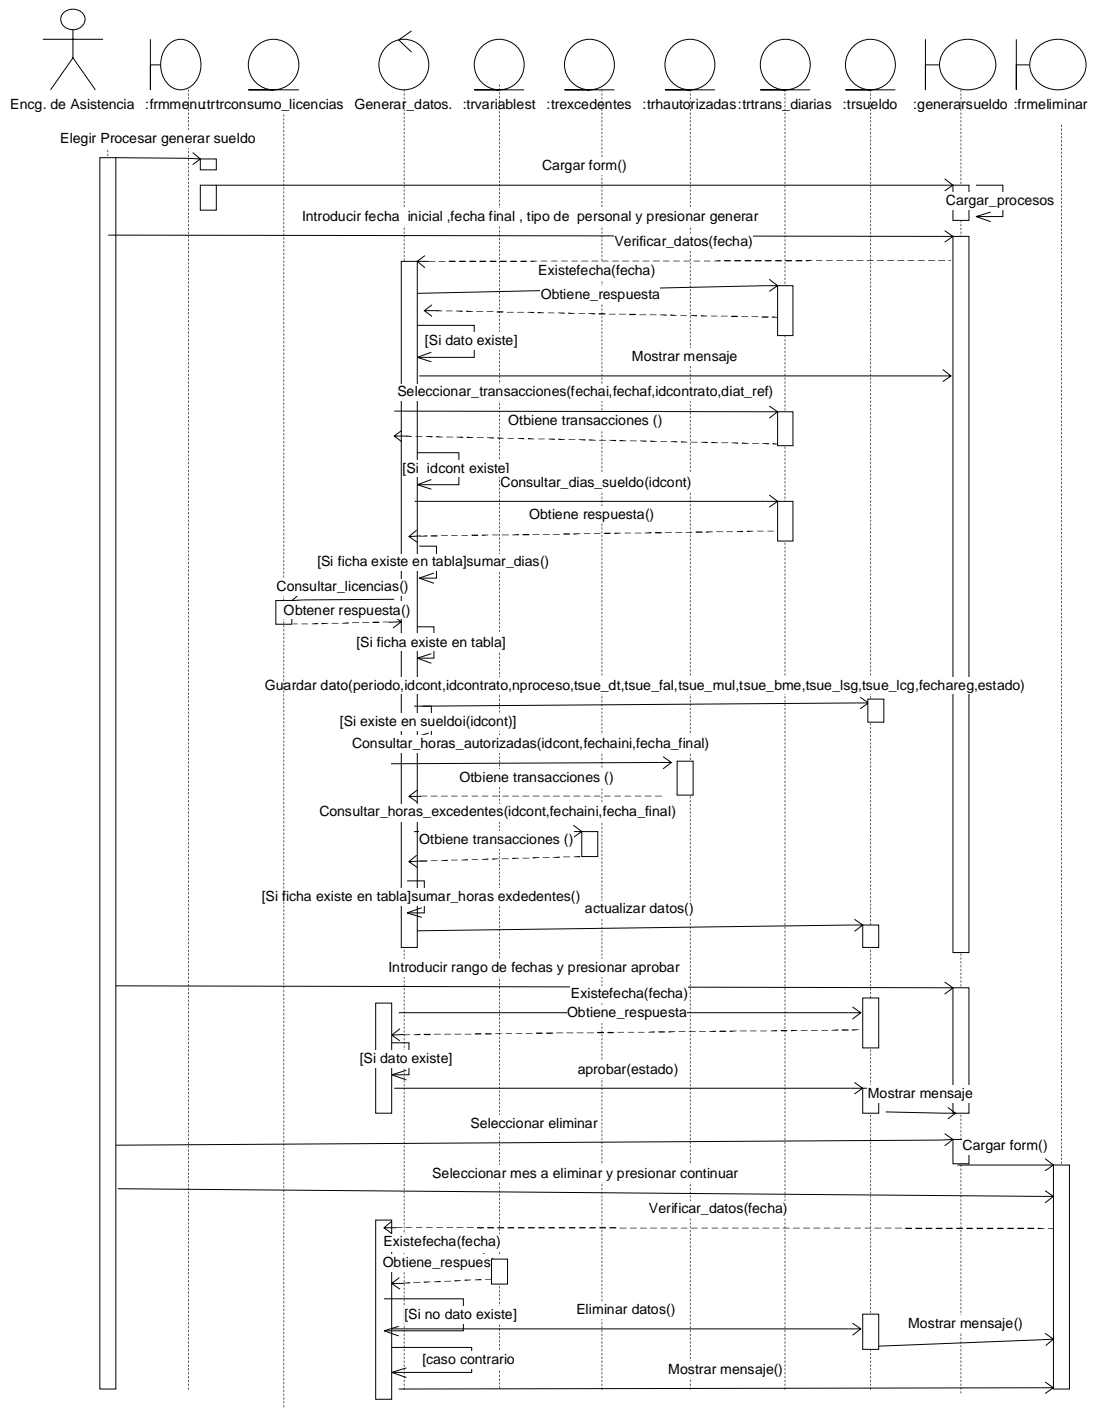 Encg. de Asistencia
:frmmenutrtrconsumo_licencias
Generar_datos.
:trvariablest
:trexcedentes
:trhautorizadas:trtrans_diarias
:trsueldo
:generarsueldo
:frmeliminar
Elegir Procesar generar sueldo
Cargar form()
Cargar_procesos
Introducir fecha inicial ,fecha final , tipo de personal y presionar generar
Verificar_datos(fecha)
Existefecha(fecha)
Obtiene_respuesta
[Si dato existe]
Mostrar mensaje
Seleccionar_transacciones(fechai,fechaf,idcontrato,diat_ref)
Otbiene transacciones ()
[Si idcont existe]
Consultar_dias_sueldo(idcont)
Obtiene respuesta()
[Si ficha existe en tabla]sumar_dias()
Consultar_licencias()
Obtener respuesta()
[Si ficha existe en tabla]
Guardar dato(periodo,idcont,idcontrato,nproceso,tsue_dt,tsue_fal,tsue_mul,tsue_bme,tsue_lsg,tsue_lcg,fechareg,estado)
[Si existe en sueldoi(idcont)]
Consultar_horas_autorizadas(idcont,fechaini,fecha_final)
Otbiene transacciones ()
Consultar_horas_excedentes(idcont,fechaini,fecha_final)
Otbiene transacciones ()
[Si ficha existe en tabla]sumar_horas exdedentes()
actualizar datos()
Introducir rango de fechas y presionar aprobar
Existefecha(fecha)
Obtiene_respuesta
[Si dato existe]
aprobar(estado)
Mostrar mensaje
Seleccionar eliminar
Cargar form()
Seleccionar mes a eliminar y presionar continuar
Verificar_datos(fecha)
Existefecha(fecha)
Obtiene_respues
[Si no dato existe]
Eliminar datos()
Mostrar mensaje()
[caso contrario
Mostrar mensaje()